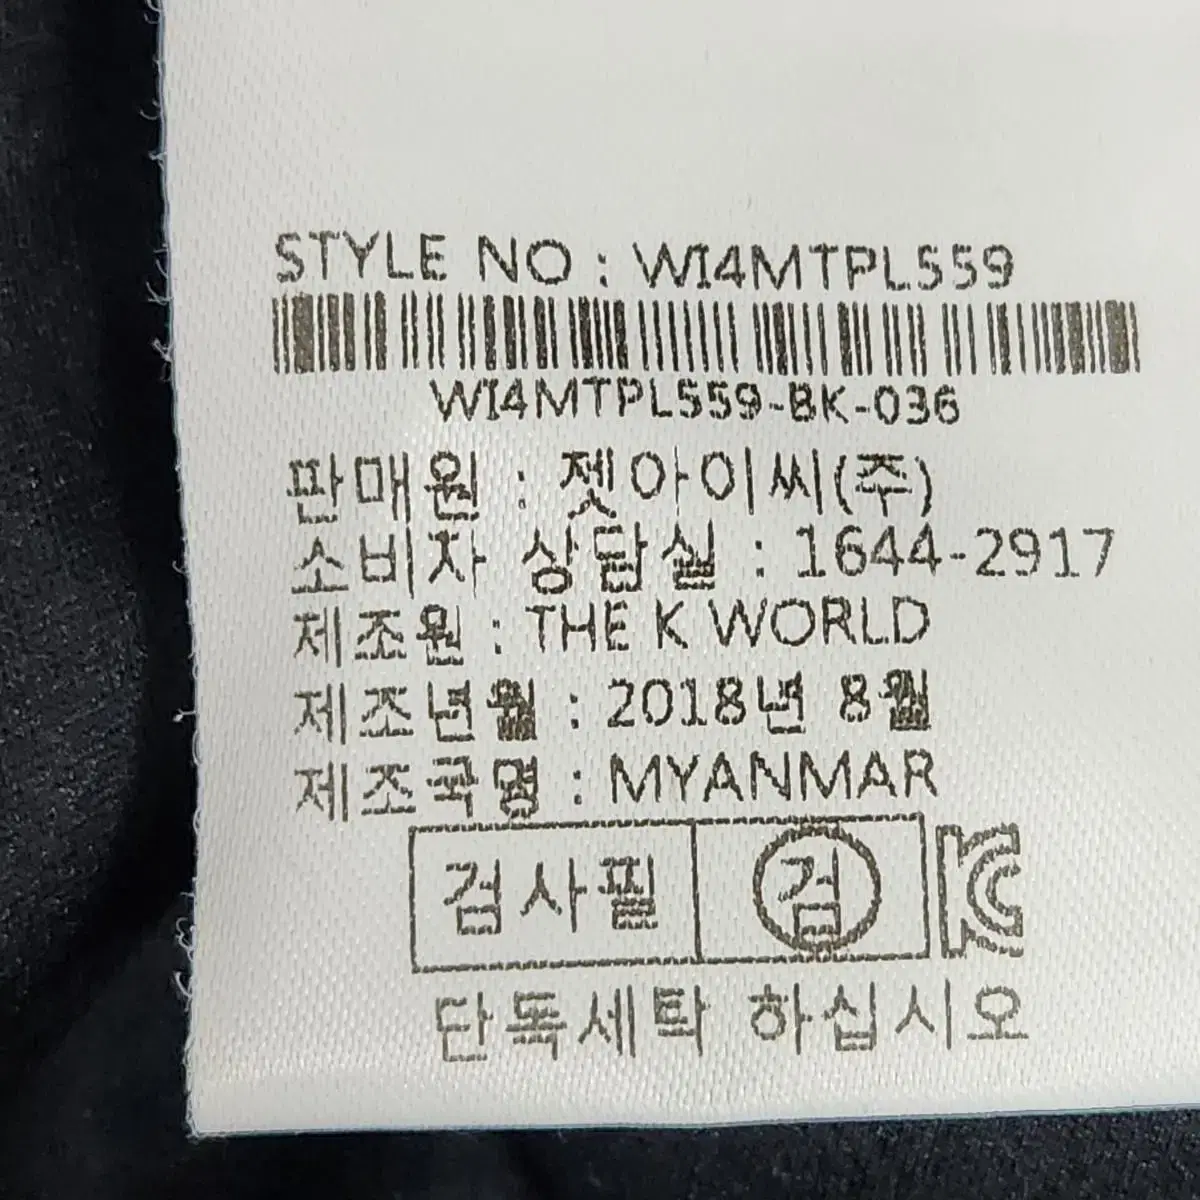 STYLE NO : WI4MTPL559
WI4MTPL559-BK-036
판매원 : 젯아이씨(주)
소비자 상담실 : 1644-2917
제조원 : THE K WORLD
제조년월 : 2018년 8월
제조국명 : MYANMAR
검사필 검 KC
단독세탁 하십시오